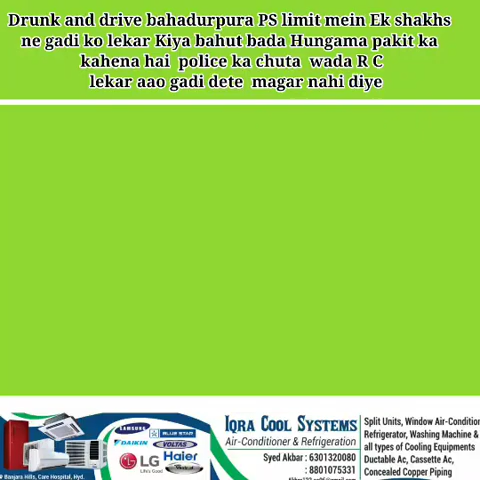 Drunk and drive bahadurpura PS limit mein Ek shakhs
ne gadi ko lekar Kiya bahut bada Hungama pakit ka
kahena hai police ka chuta wada R C
lekar aao gadi dete magar nahi diye
SAMSUNG
BLUE STAR
DAIKIN
VOLTAS
LG
Life's Good
Haier
IQRA COOL SYSTEMS
Air-Conditioner & Refrigeration
Syed Akbar : 6301320080
: 8801075331
Split Units, Window Air-Condition
Refrigerator, Washing Machine &
all types of Cooling Equipments
Ductable Ac, Cassette Ac,
Concealed Copper Piping
Banjara Hills, Care Hospital, Hyd.